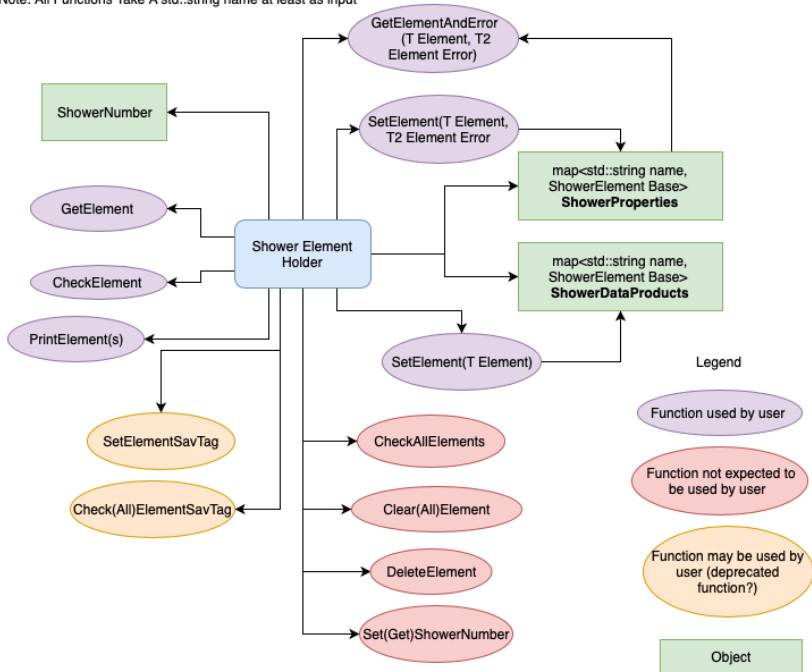 Note: All Functions Take A std::string name at least as input
GetElementAndError
(T Element, T2
Element Error)
ShowerNumber
SetElement(T Element,
T2 Element Error
map<std::string name,
ShowerElement Base>
ShowerProperties
GetElement
Shower Element
Holder
map<std::string name,
ShowerElement Base>
ShowerDataProducts
CheckElement
PrintElement(s)
SetElement(T Element)
Legend
Function used by user
SetElementSavTag
CheckAllElements
Function not expected to
be used by user
Check(All)ElementSavTag
Clear(All)Element
Function may be used by
user (deprecated
function?)
DeleteElement
Set(Get)ShowerNumber
Object